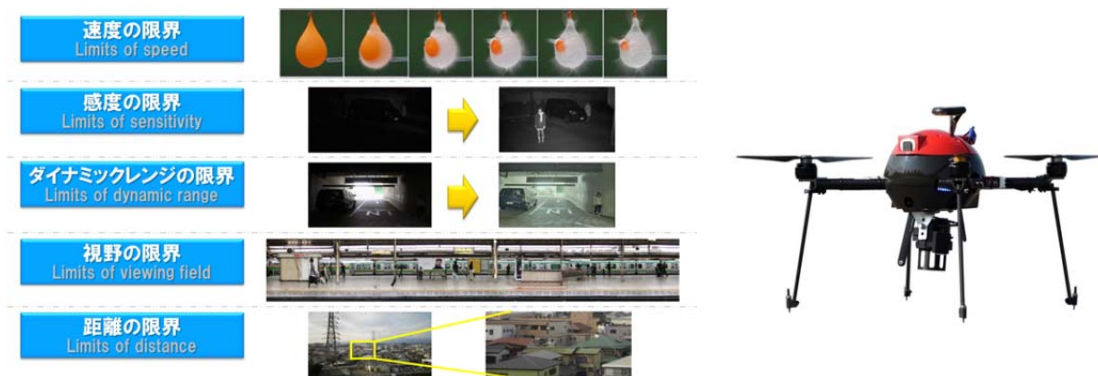 速度の限界
Limits of speed
感度の限界
Limits of sensitivity
ダイナミックレンジの限界
Limits of dynamic range
視野の限界
Limits of viewing field
距離の限界
Limits of distance